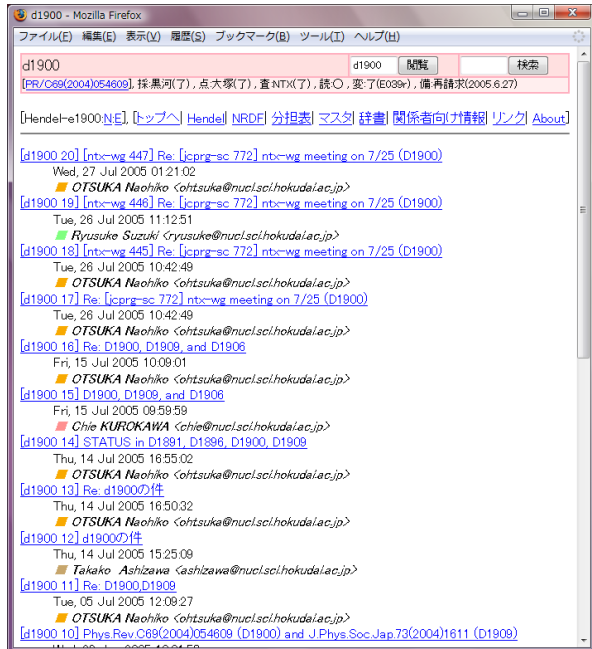 d1900 - Mozilla Firefox
ファイル(F) 編集(E) 表示(V) 履歴(S) ブックマーク(B) ツール(T) ヘルプ(H)
d1900 d1900 閲覧 検索
[PR/C69(2004)054609], 採:黒河(了) , 点:大塚(了) , 査:NTX(了) , 読:○ , 変:了(E039r) , 備:再請求(2005.6.27)
[Hendel-e1900:N:E], [トップへ| Hendel| NRDF| 分担表| マスタ| 辞書| 関係者向け情報| リンク| About]
[d1900 20] [ntx-wg 447] Re: [jcprg-sc 772] ntx-wg meeting on 7/25 (D1900)
Wed, 27 Jul 2005 01:21:02
OTSUKA Naohiko <ohtsuka@nucl.sci.hokudai.ac.jp>
[d1900 19] [ntx-wg 446] Re: [jcprg-sc 772] ntx-wg meeting on 7/25 (D1900)
Tue, 26 Jul 2005 11:12:51
Ryusuke Suzuki <ryusuke@nucl.sci.hokudai.ac.jp>
[d1900 18] [ntx-wg 445] Re: [jcprg-sc 772] ntx-wg meeting on 7/25 (D1900)
Tue, 26 Jul 2005 10:42:49
OTSUKA Naohiko <ohtsuka@nucl.sci.hokudai.ac.jp>
[d1900 17] Re: [jcprg-sc 772] ntx-wg meeting on 7/25 (D1900)
Tue, 26 Jul 2005 10:42:49
OTSUKA Naohiko <ohtsuka@nucl.sci.hokudai.ac.jp>
[d1900 16] Re: D1900, D1909, and D1906
Fri, 15 Jul 2005 10:09:01
OTSUKA Naohiko <ohtsuka@nucl.sci.hokudai.ac.jp>
[d1900 15] D1900, D1909, and D1906
Fri, 15 Jul 2005 09:59:59
Chie KUROKAWA <chie@nucl.sci.hokudai.ac.jp>
[d1900 14] STATUS in D1891, D1896, D1900, D1909
Thu, 14 Jul 2005 16:55:02
OTSUKA Naohiko <ohtsuka@nucl.sci.hokudai.ac.jp>
[d1900 13] Re: d1900の件
Thu, 14 Jul 2005 16:50:32
OTSUKA Naohiko <ohtsuka@nucl.sci.hokudai.ac.jp>
[d1900 12] d1900の件
Thu, 14 Jul 2005 15:25:09
Takako Ashizawa <ashizawa@nucl.sci.hokudai.ac.jp>
[d1900 11] Re: D1900,D1909
Tue, 05 Jul 2005 12:09:27
OTSUKA Naohiko <ohtsuka@nucl.sci.hokudai.ac.jp>
[d1900 10] Phys.Rev.C69(2004)054609 (D1900) and J.Phys.Soc.Jap.73(2004)1611 (D1909)